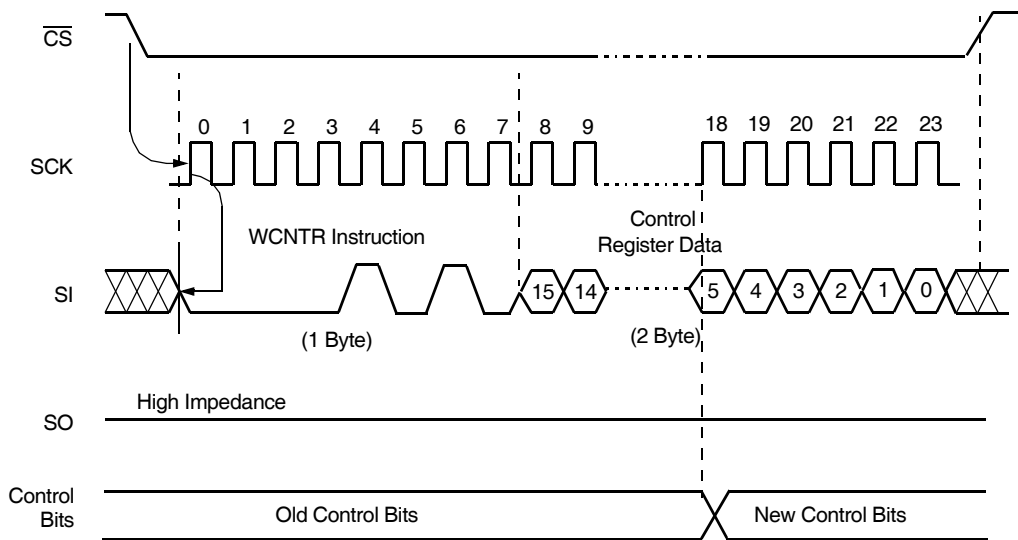 CS
0 1 2 3 4 5 6 7 8 9 18 19 20 21 22 23
SCK
WCNTR Instruction
Control
Register Data
SI
15 14 5 4 3 2 1 0
(1 Byte)
(2 Byte)
High Impedance
SO
Control
Bits
Old Control Bits
New Control Bits